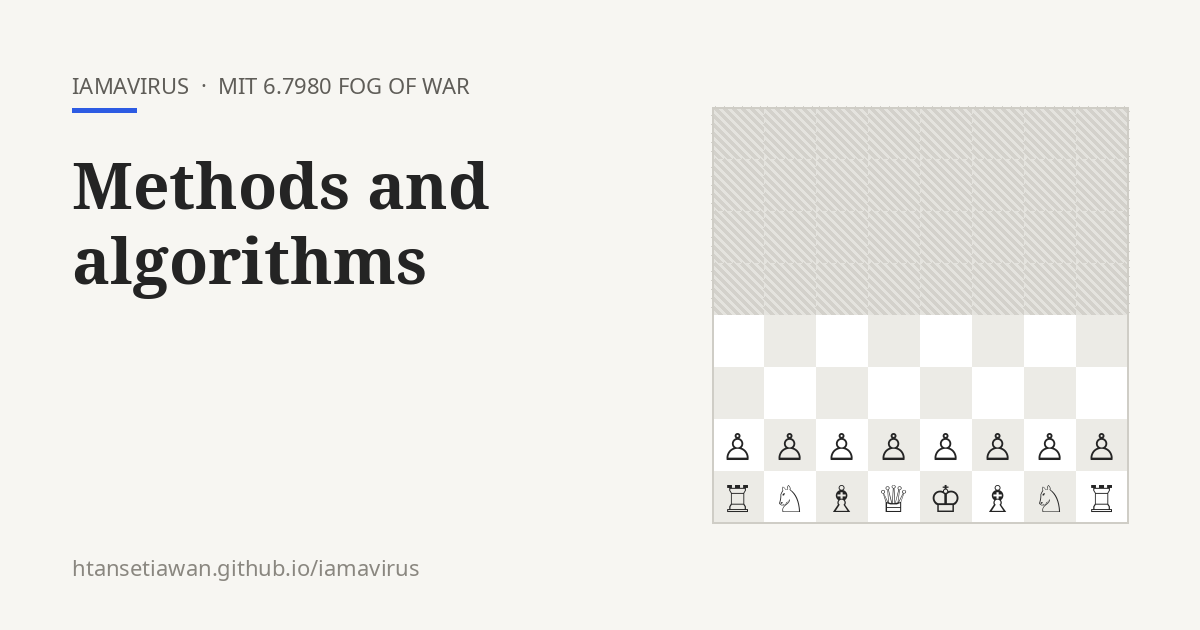 IAMAVIRUS · MIT 6.7980 FOG OF WAR
Methods and
algorithms
htansetiawan.github.io/iamavirus